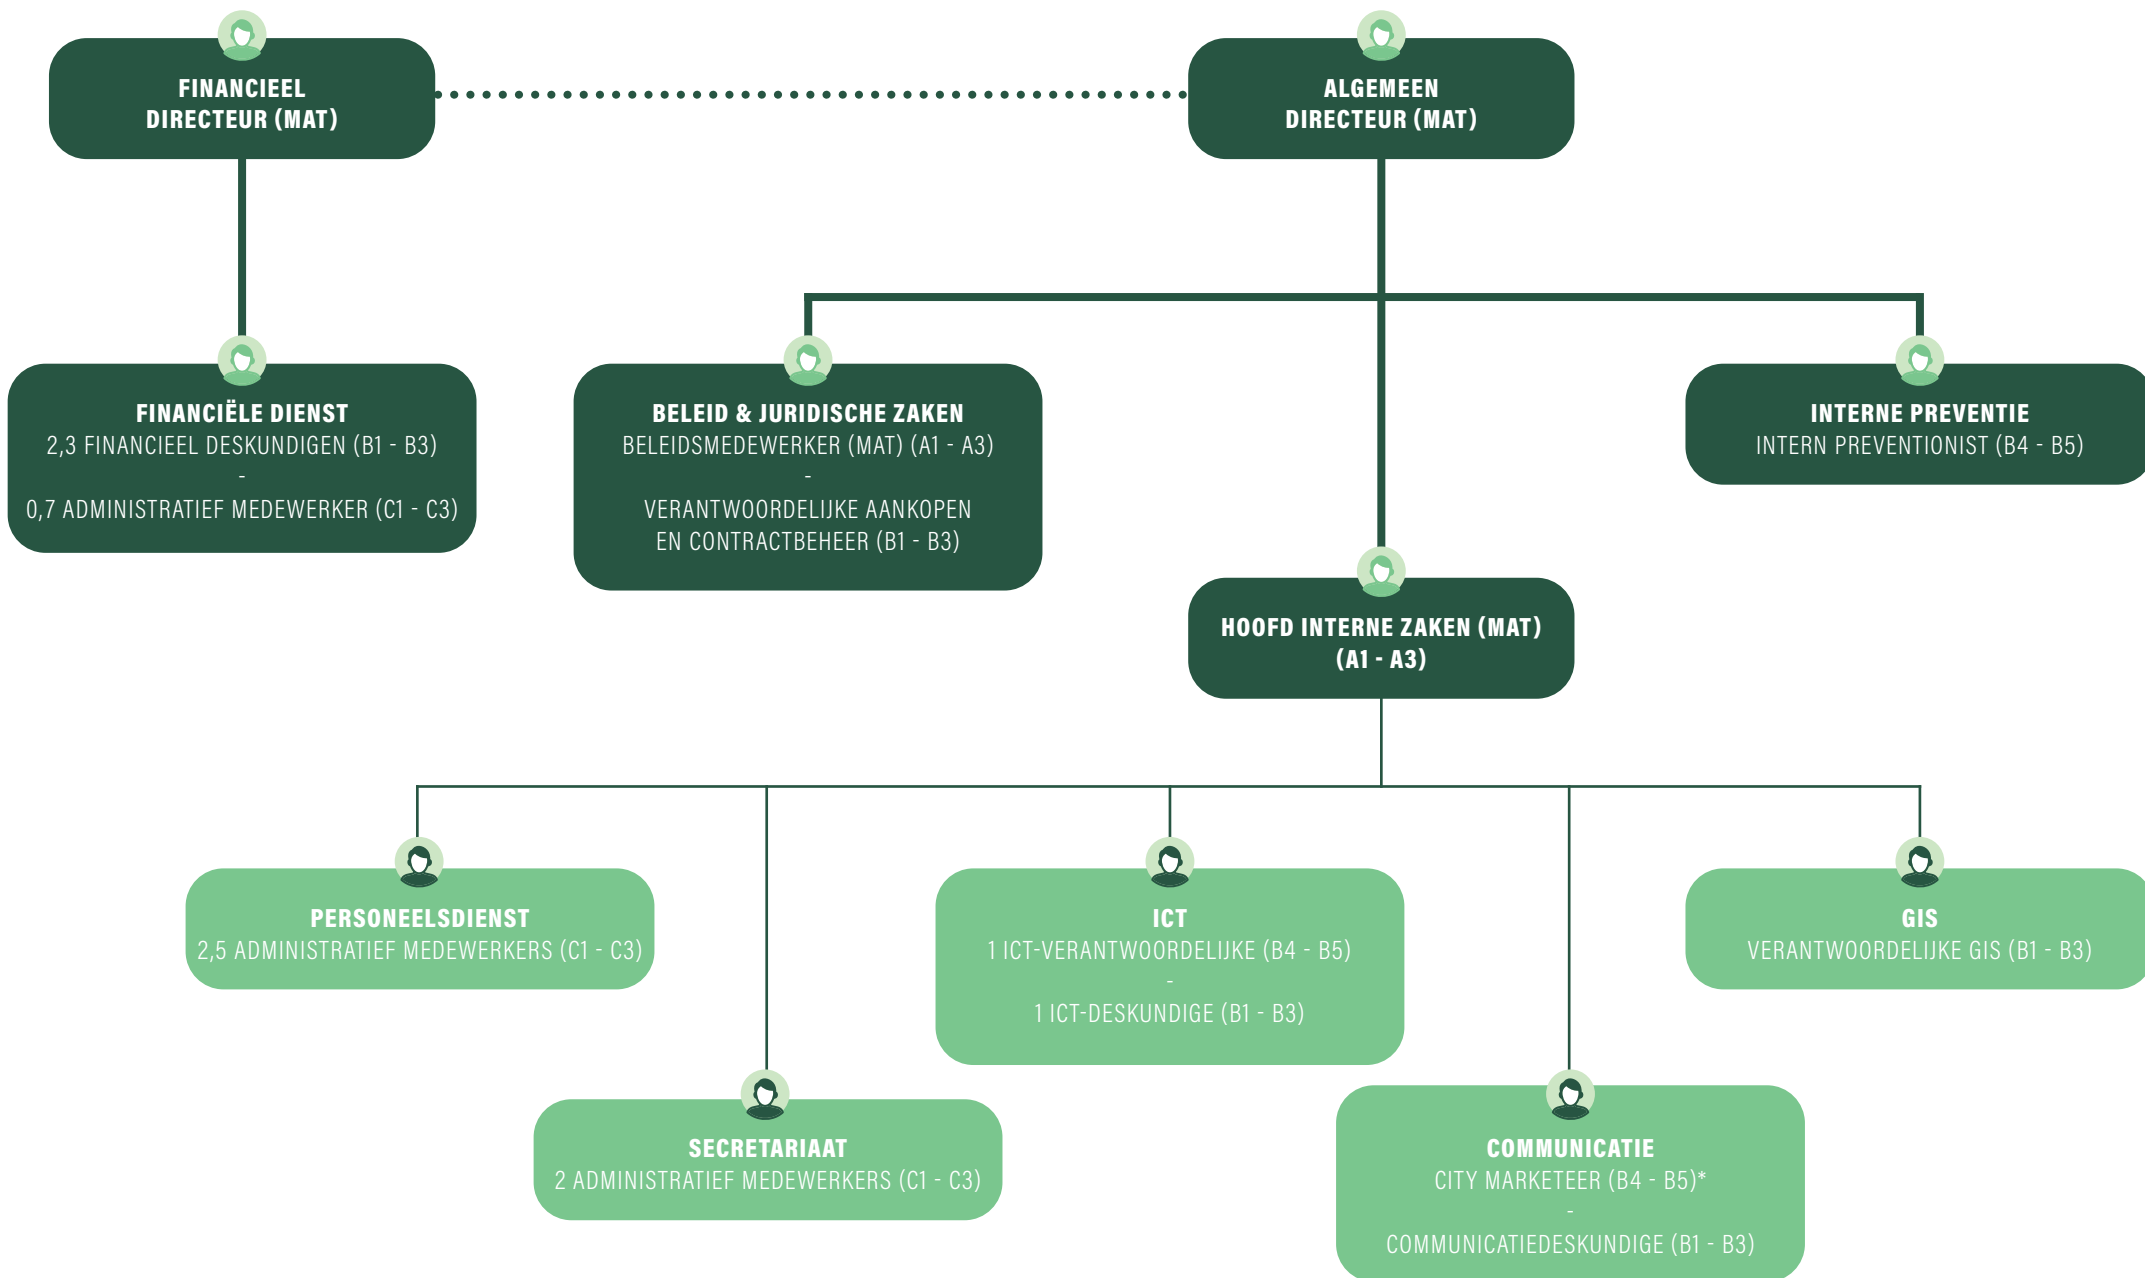 FINANCIEEL
DIRECTEUR (MAT)
ALGEMEEN
DIRECTEUR (MAT)
FINANCIËLE DIENST
2,3 FINANCIEEL DESKUNDIGEN (B1 - B3)
-
0,7 ADMINISTRATIEF MEDEWERKER (C1 - C3)
BELEID & JURIDISCHE ZAKEN
BELEIDSMEDEWERKER (MAT) (A1 - A3)
-
VERANTWOORDELIJKE AANKOPEN
EN CONTRACTBEHEER (B1 - B3)
INTERNE PREVENTIE
INTERN PREVENTIONIST (B4 - B5)
HOOFD INTERNE ZAKEN (MAT)
(A1 - A3)
PERSONEELSDIENST
2,5 ADMINISTRATIEF MEDEWERKERS (C1 - C3)
ICT
1 ICT-VERANTWOORDELIJKE (B4 - B5)
-
1 ICT-DESKUNDIGE (B1 - B3)
GIS
VERANTWOORDELIJKE GIS (B1 - B3)
SECRETARIAAT
2 ADMINISTRATIEF MEDEWERKERS (C1 - C3)
COMMUNICATIE
CITY MARKETEER (B4 - B5)*
-
COMMUNICATIEDESKUNDIGE (B1 - B3)